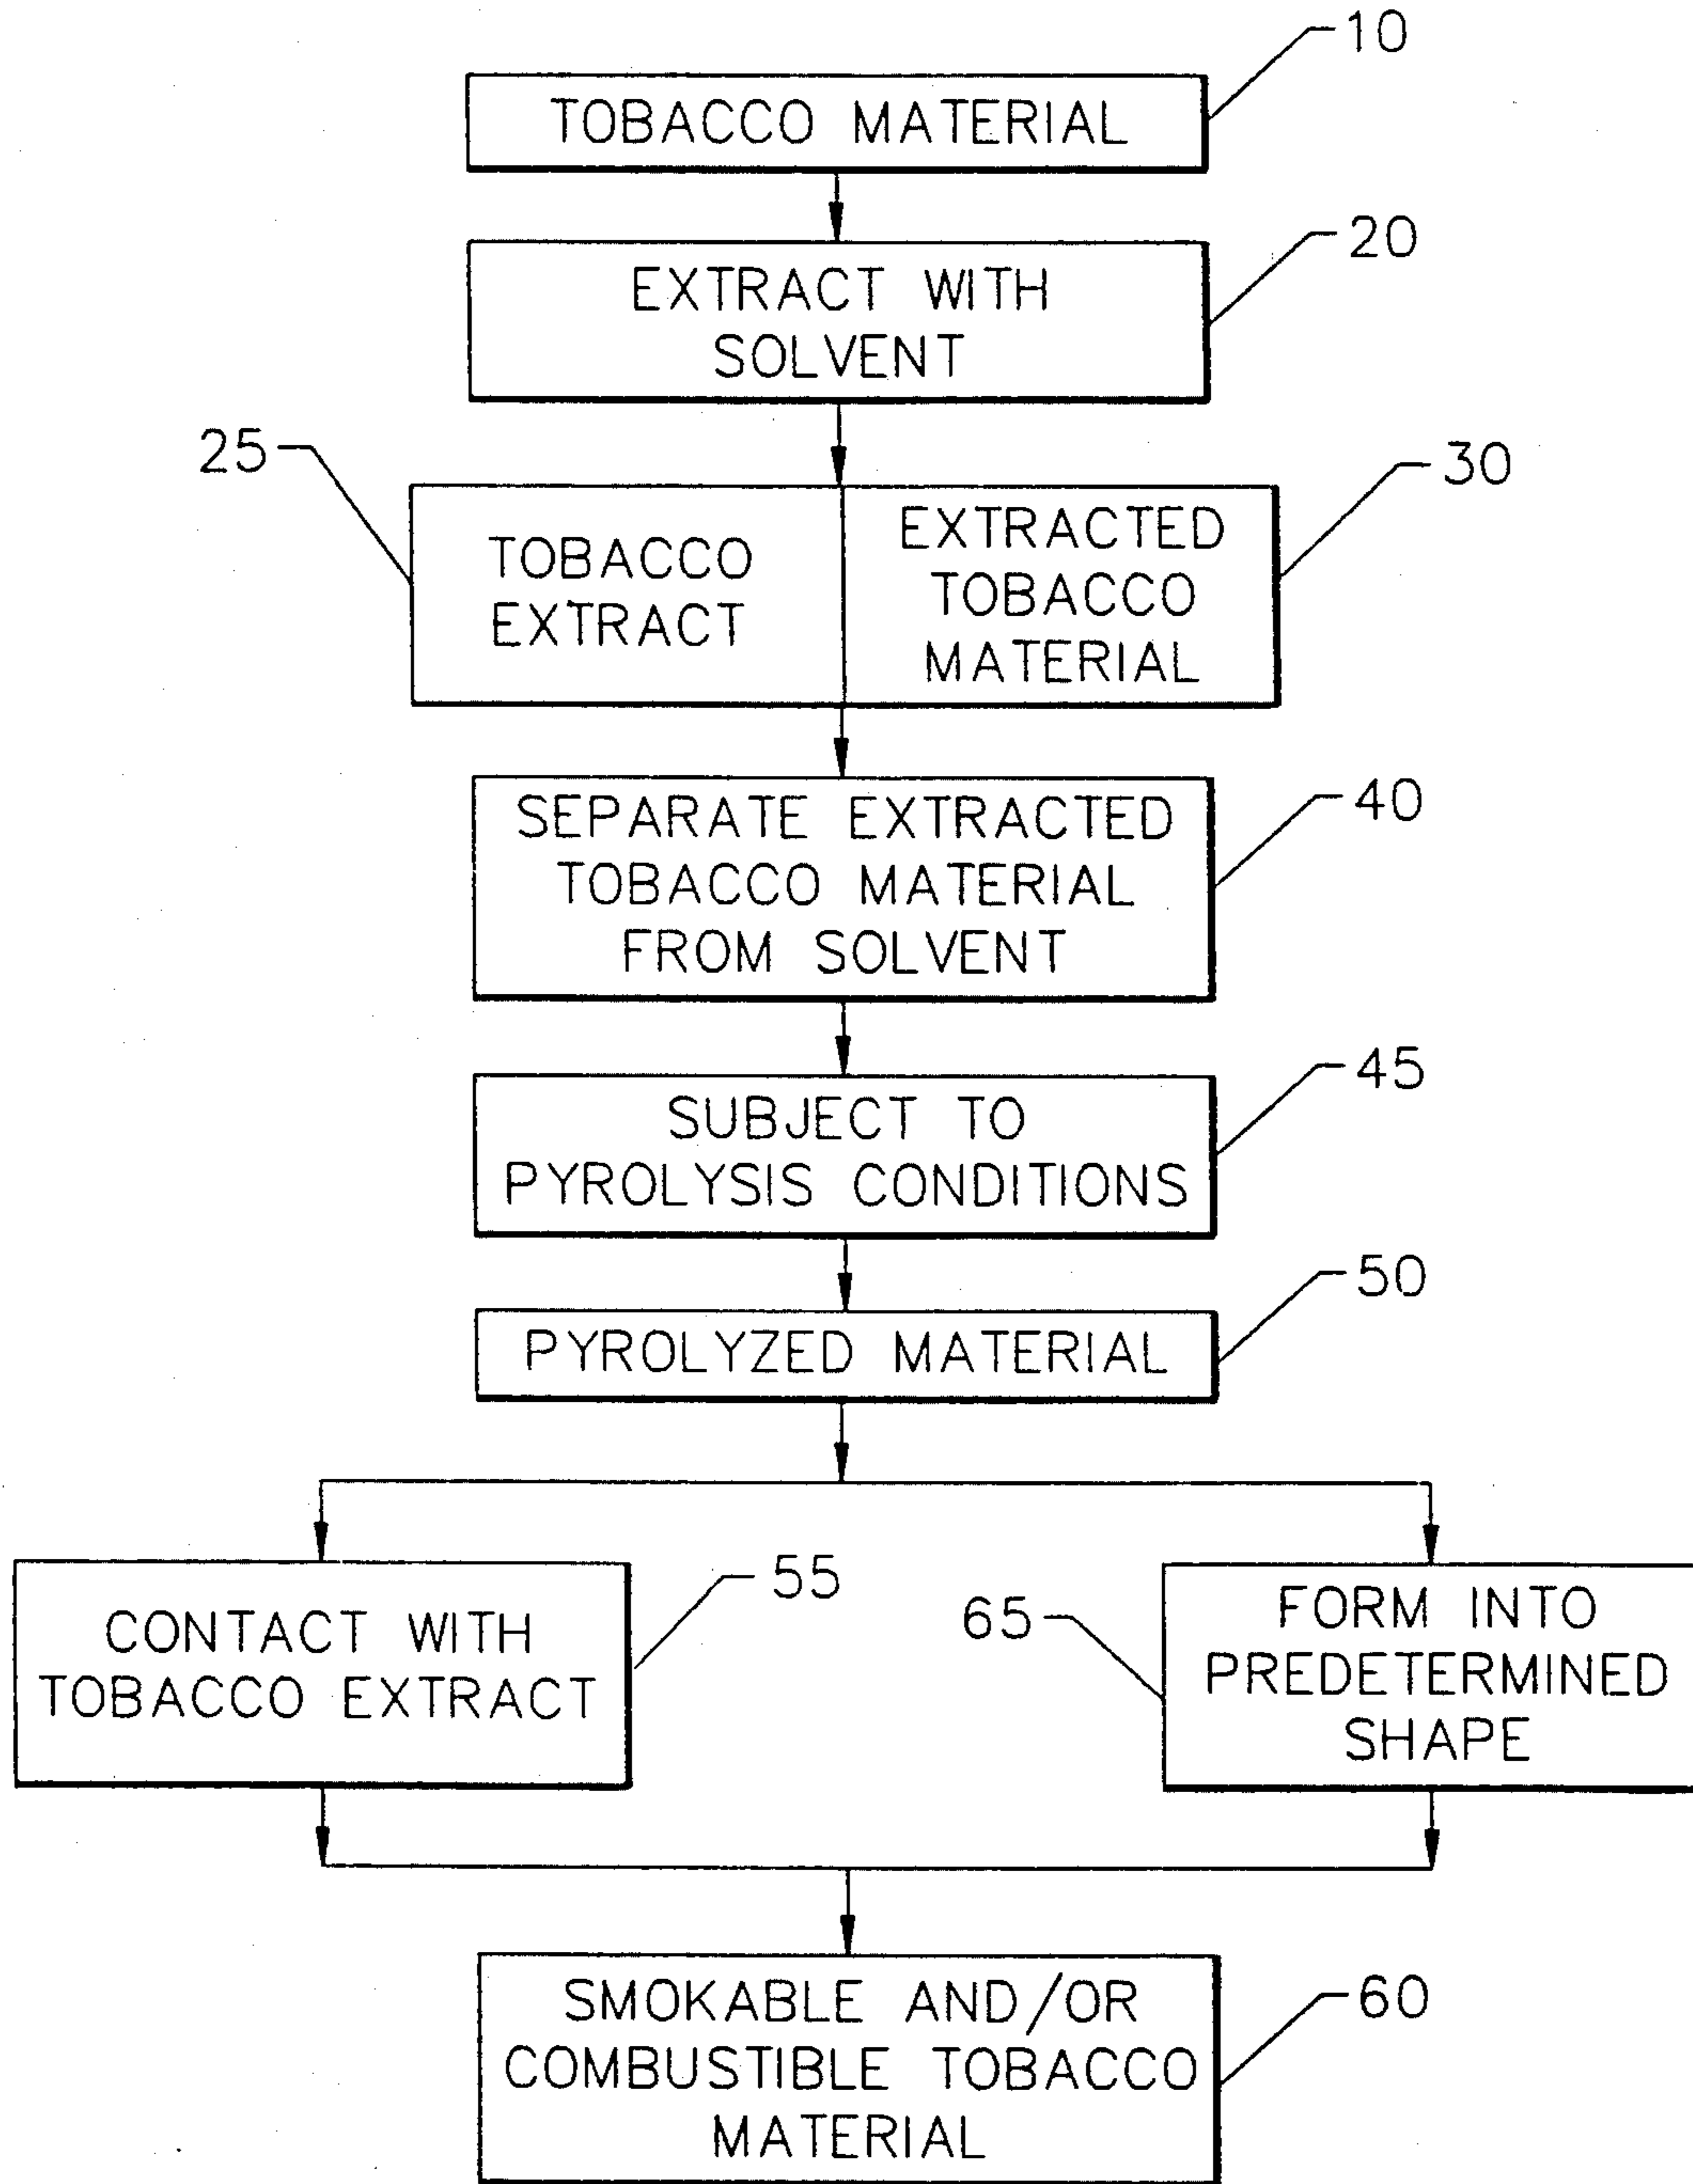 10
TOBACCO MATERIAL
20
EXTRACT WITH
SOLVENT
25
TOBACCO
EXTRACT
30
EXTRACTED
TOBACCO
MATERIAL
40
SEPARATE EXTRACTED
TOBACCO MATERIAL
FROM SOLVENT
45
SUBJECT TO
PYROLYSIS CONDITIONS
50
PYROLYZED MATERIAL
55
CONTACT WITH
TOBACCO EXTRACT
65
FORM INTO
PREDETERMINED
SHAPE
60
SMOKABLE AND/OR
COMBUSTIBLE TOBACCO
MATERIAL